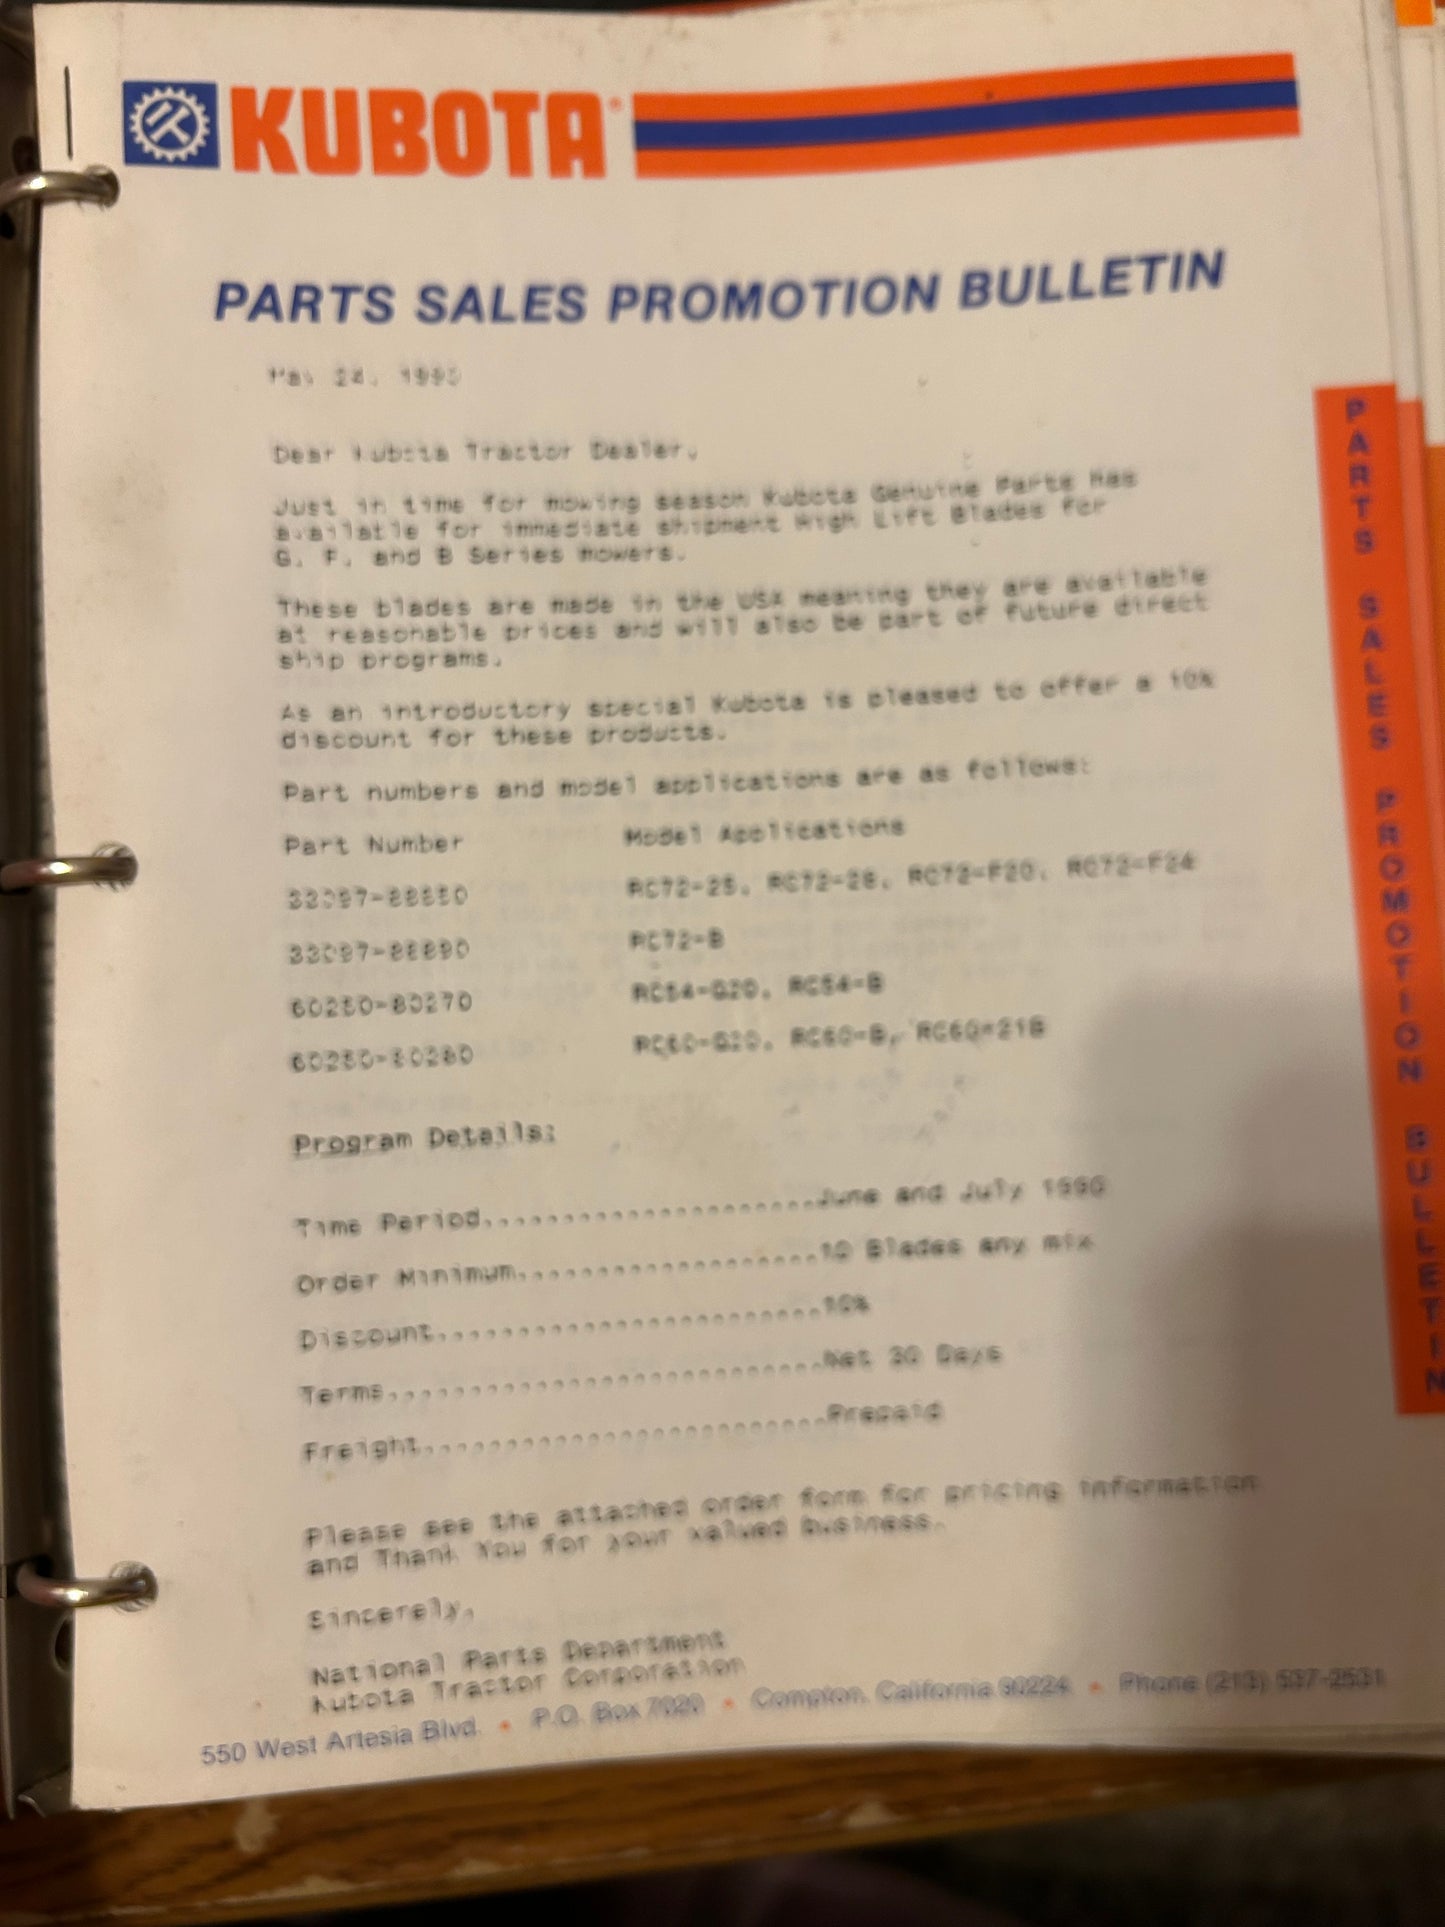 KUBOTA
PARTS SALES PROMOTION BULLETIN
May 24, 1990
Dear Kubota Tractor Dealer,
Just in time for mowing season Kubota Genuine Parts has
available for immediate shipment High Lift Blades for
G, F, and B Series mowers.
These blades are made in the USA meaning they are available
at reasonable prices and will also be part of future direct
ship programs.
As an introductory special Kubota is pleased to offer a 10%
discount for these products.
Part numbers and model applications are as follows:
Part Number Model Applications
RC72-F20, RC72-F24
RC72-B
RC54-G20, RC54-B
RC60-G20, RC60-B, RC60-21B
Program Details:
Time Period......................June and July 1990
Order Minimum....................10 Blades any mix
Discount.........................10%
Terms............................Net 30 Days
Freight..........................Prepaid
Please see the attached order form for pricing information
and Thank You for your valued business.
Sincerely,
National Parts Department
Kubota Tractor Corporation
550 West Artesia Blvd. • P.O. Box 7020 • Compton, California 90224 • Phone (213) 537-2531
PARTS SALES PROMOTION BULLETIN